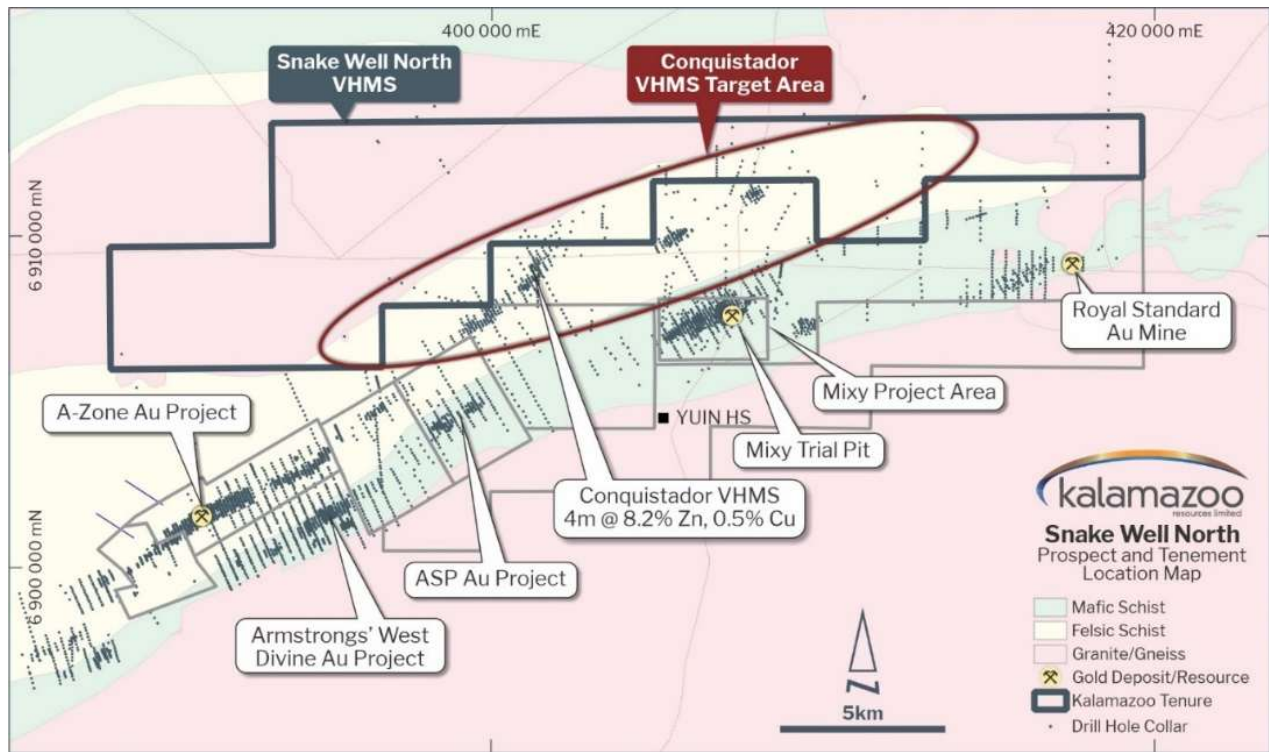 400 000 mE
420 000 mE
Snake Well North
VHMS
Conquistador
VHMS Target Area
6 910 000 mN
Royal Standard
Au Mine
Mixy Project Area
A-Zone Au Project
YUIN HS
Mixy Trial Pit
Conquistador VHMS
4m @ 8.2% Zn, 0.5% Cu
ASP Au Project
6 900 000 mN
Armstrongs' West
Divine Au Project
N
5km
kalamazoo
resources limited
Snake Well North
Prospect and Tenement
Location Map
Mafic Schist
Felsic Schist
Granite/Gneiss
Gold Deposit/Resource
Kalamazoo Tenure
Drill Hole Collar